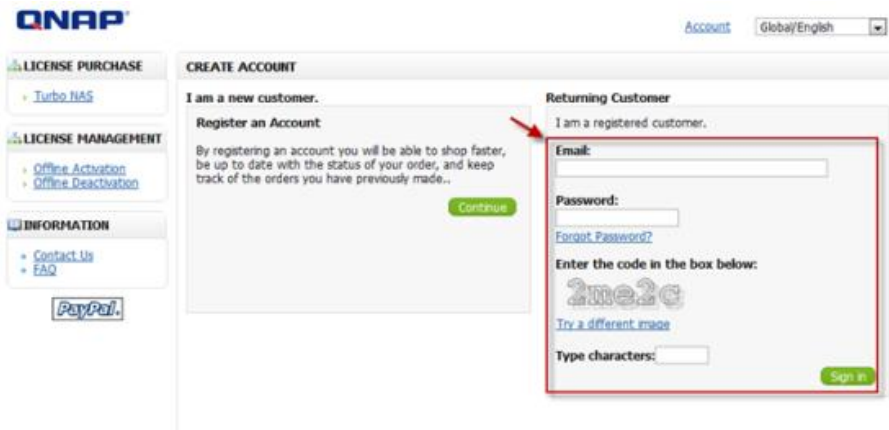 QNAP
Account Global/English
LICENSE PURCHASE
Turbo NAS
LICENSE MANAGEMENT
Offline Activation
Offline Deactivation
INFORMATION
Contact Us
FAQ
PayPal.
CREATE ACCOUNT
I am a new customer.
Register an Account
By registering an account you will be able to shop faster,
be up to date with the status of your order, and keep
track of the orders you have previously made..
Continue
Returning Customer
I am a registered customer.
Email:
Password:
Forgot Password?
Enter the code in the box below:
2me2c
Try a different image
Type characters:
Sign in